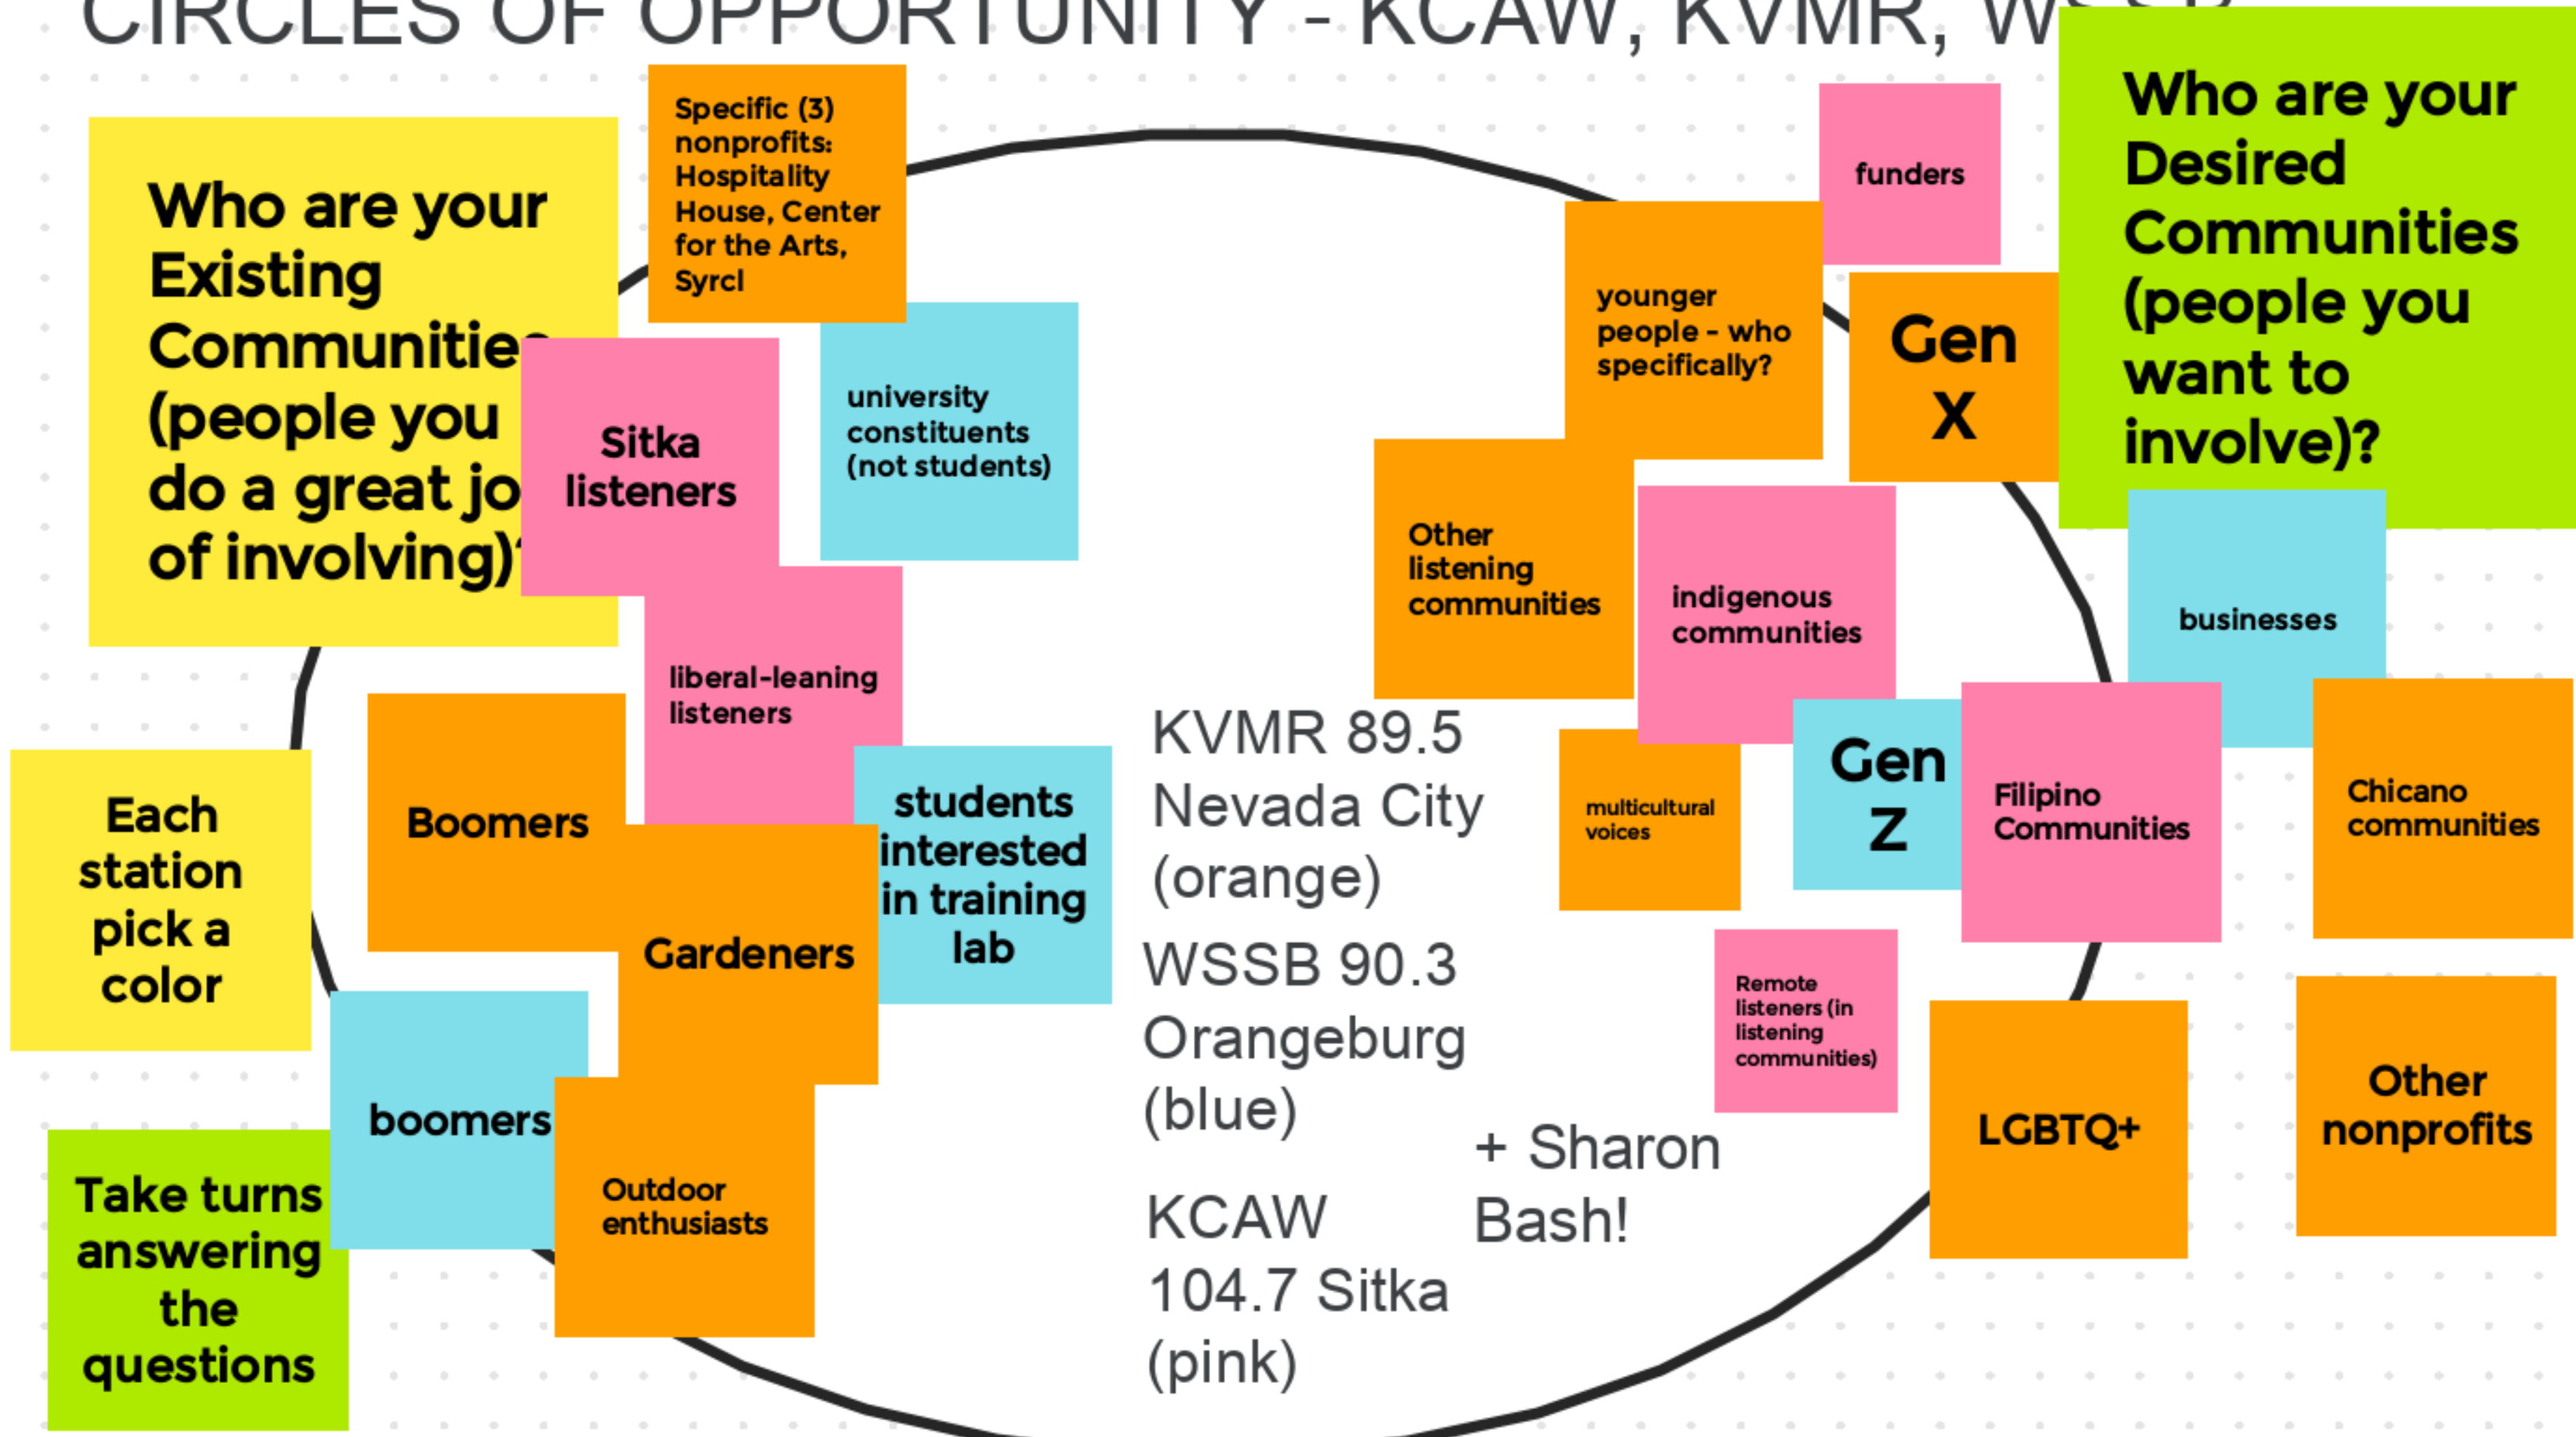 CIRCLES OF OPPORTUNITY - KCAW, KVMR, WSSB
Who are your
Existing
Communitie
(people you
do a great jo
of involving)
Specific (3)
nonprofits:
Hospitality
House, Center
for the Arts,
Syrcl
university
constituents
(not students)
Sitka
listeners
liberal-leaning
listeners
Boomers
students
interested
in training
lab
Gardeners
Each
station
pick a
color
boomers
Outdoor
enthusiasts
Take turns
answering
the
questions
KVMR 89.5
Nevada City
(orange)
WSSB 90.3
Orangeburg
(blue)
KCAW
104.7 Sitka
(pink)
+ Sharon
Bash!
funders
Who are your
Desired
Communities
(people you
want to
involve)?
younger
people - who
specifically?
Gen
X
Other
listening
communities
indigenous
communities
businesses
multicultural
voices
Gen
Z
Filipino
Communities
Chicano
communities
Remote
listeners (in
listening
communities)
LGBTQ+
Other
nonprofits